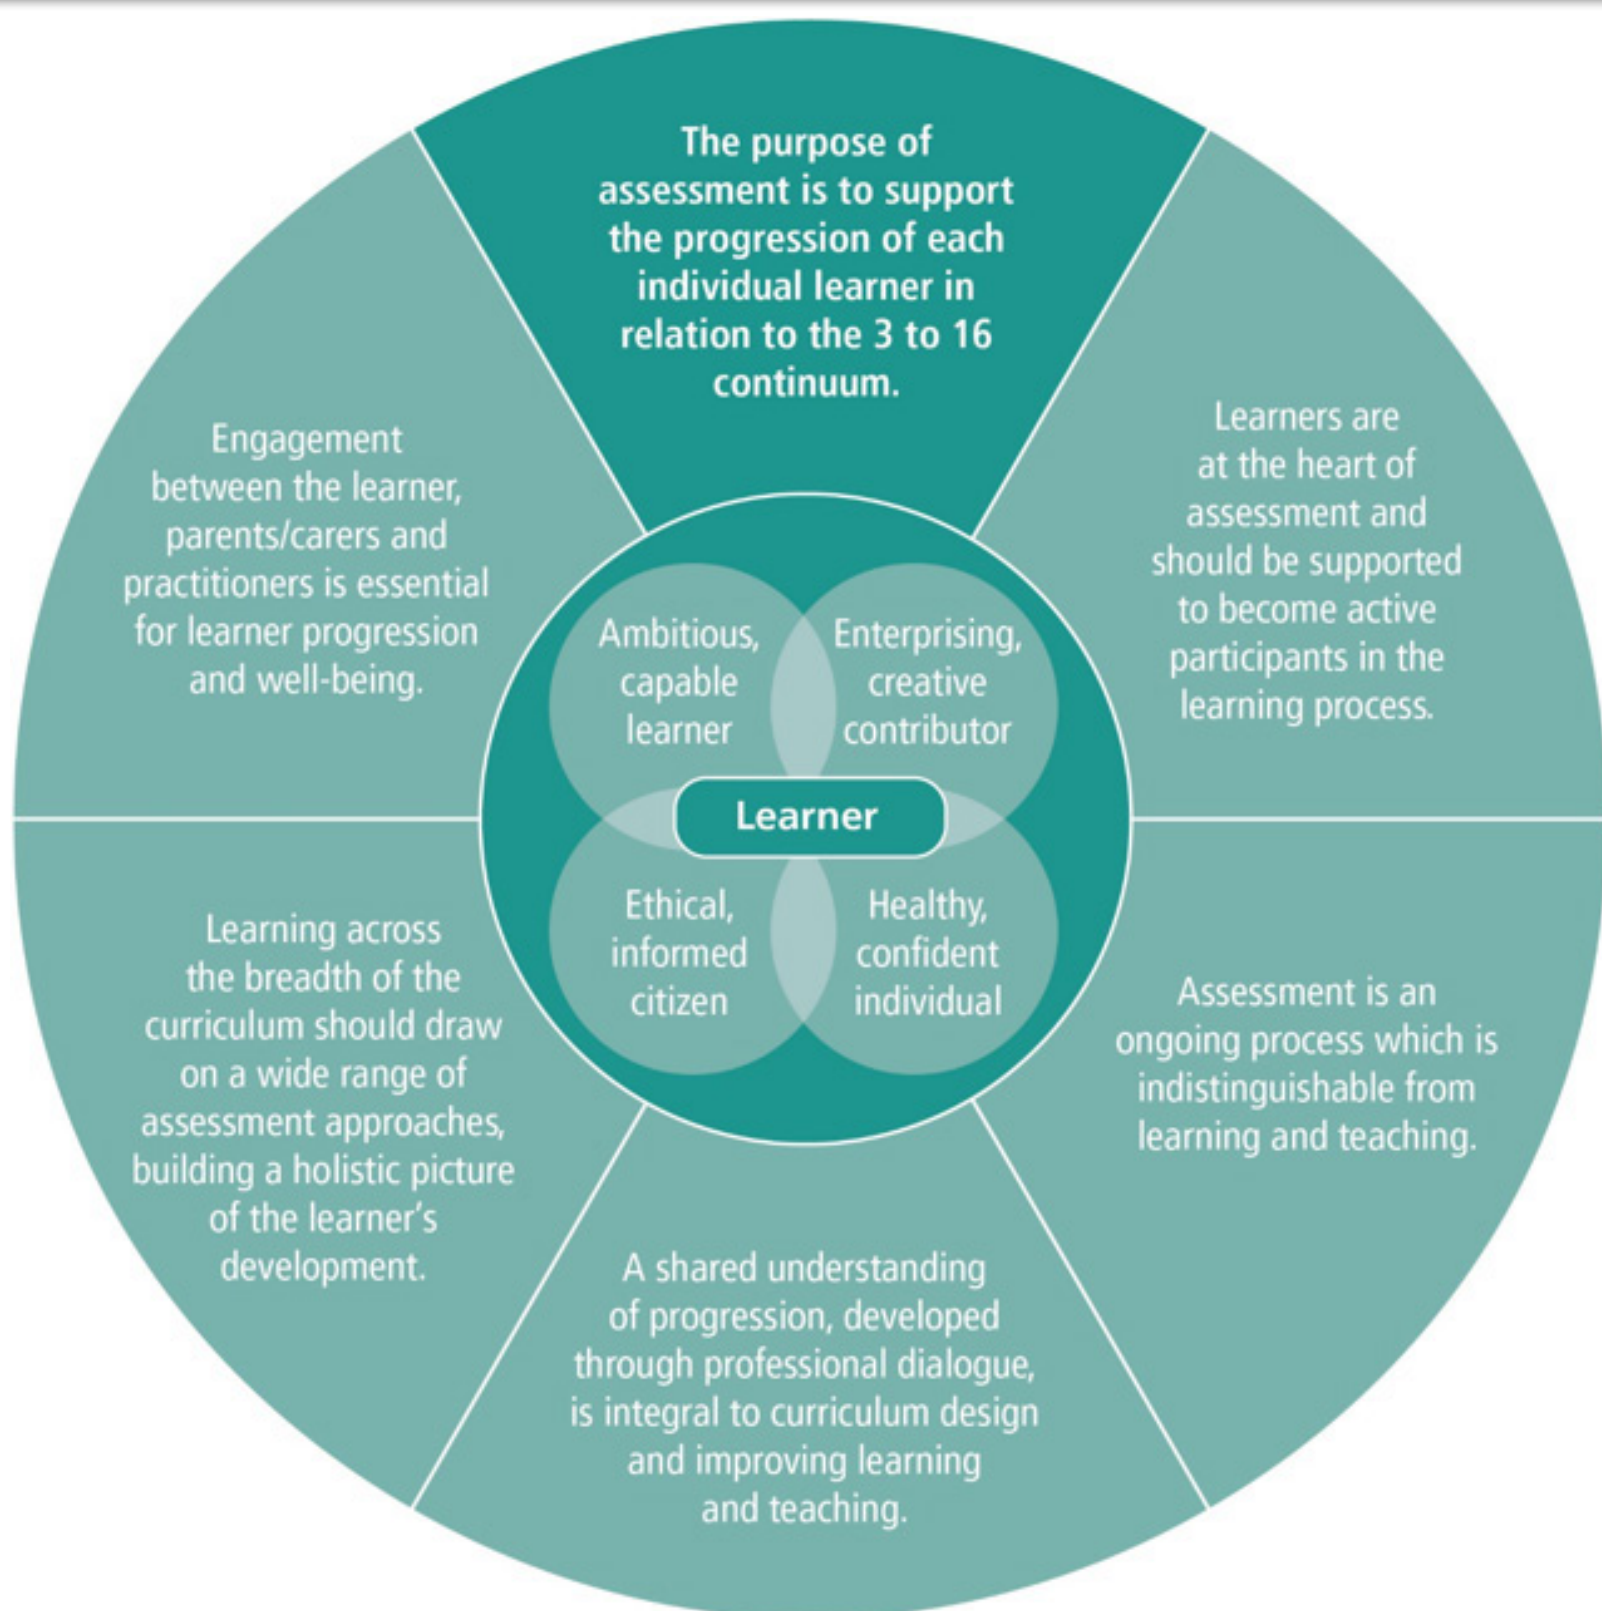 The purpose of
assessment is to support
the progression of each
individual learner in
relation to the 3 to 16
continuum.
Learners are
at the heart of
assessment and
should be supported
to become active
participants in the
learning process.
Assessment is an
ongoing process which is
indistinguishable from
learning and teaching.
A shared understanding
of progression, developed
through professional dialogue,
is integral to curriculum design
and improving learning
and teaching.
Learning across
the breadth of the
curriculum should draw
on a wide range of
assessment approaches,
building a holistic picture
of the learner's
development.
Engagement
between the learner,
parents/carers and
practitioners is essential
for learner progression
and well-being.
Ambitious,
capable
learner
Enterprising,
creative
contributor
Learner
Ethical,
informed
citizen
Healthy,
confident
individual